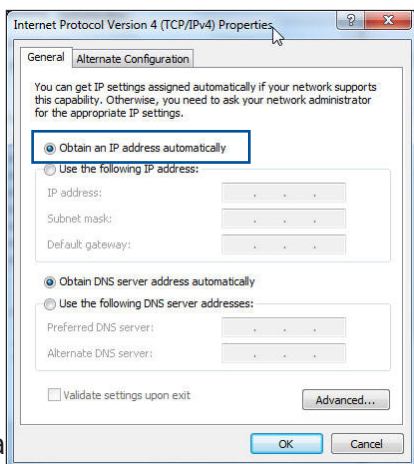 Internet Protocol Version 4 (TCP/IPv4) Properties
General
Alternate Configuration
You can get IP settings assigned automatically if your network supports
this capability. Otherwise, you need to ask your network administrator
for the appropriate IP settings.
Obtain an IP address automatically
Use the following IP address:
IP address:
Subnet mask:
Default gateway:
Obtain DNS server address automatically
Use the following DNS server addresses:
Preferred DNS server:
Alternate DNS server:
Validate settings upon exit
Advanced...
a
OK
Cancel